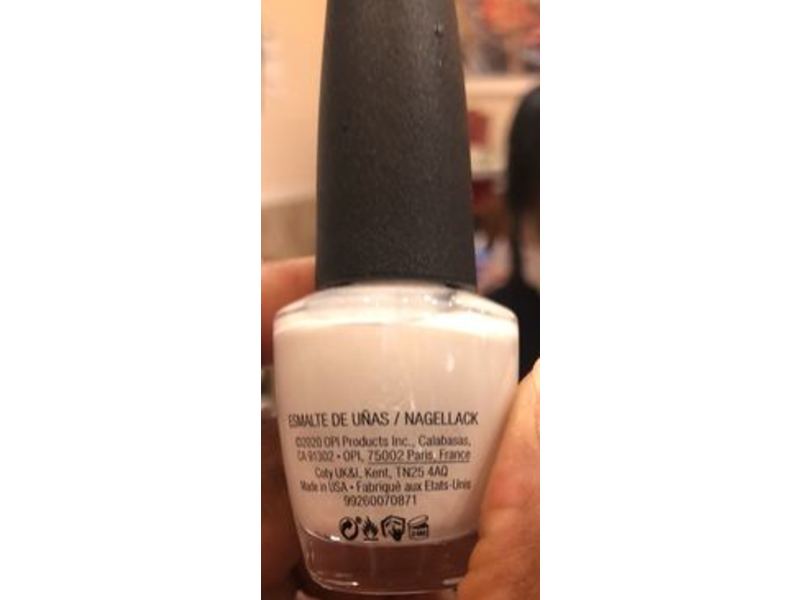 ESMALTE DE UÑAS / NAGELLACK
©2020 OPI Products Inc., Calabasas,
CA 91302 • OPI, 75002 Paris, France
Coty UK&I, Kent, TN25 4AQ
Made in USA • Fabriqué aux Etats-Unis
99260070871